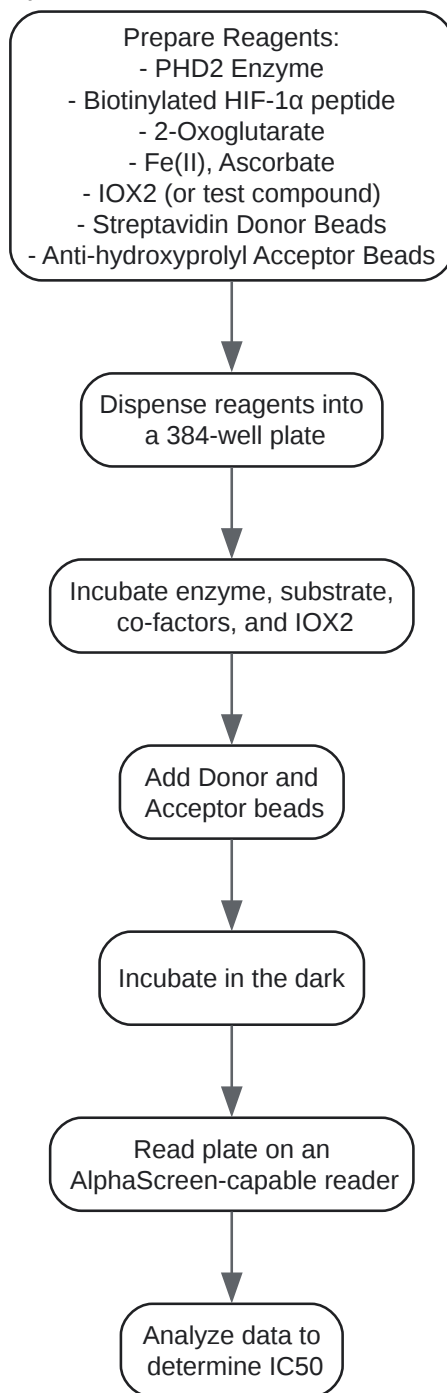 Prepare Reagents:
- PHD2 Enzyme
- Biotinylated HIF-1α peptide
- 2-Oxoglutarate
- Fe(II), Ascorbate
- IOX2 (or test compound)
- Streptavidin Donor Beads
- Anti-hydroxyprolyl Acceptor Beads
Dispense reagents into
a 384-well plate
Incubate enzyme, substrate,
co-factors, and IOX2
Add Donor and
Acceptor beads
Incubate in the dark
Read plate on an
AlphaScreen-capable reader
Analyze data to
determine IC50